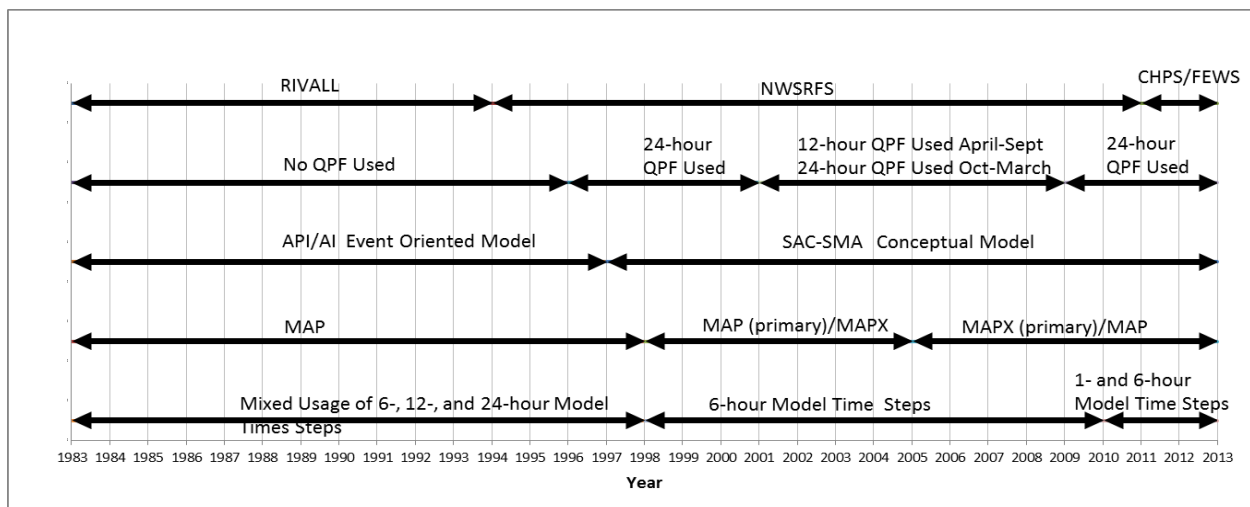 CHPS/FEWS
RIVALL
NWSRFS
24-hour
12-hour QPF Used April-Sept
24-hour
No QPF Used
QPF Used
24-hour QPF Used Oct-March
QPF Used
API/AI Event Oriented Model
SAC-SMA Conceptual Model
MAP
MAP (primary)/MAPX
MAPX (primary)/MAP
1- and 6-hour
Mixed Usage of 6-, 12-, and 24-hour Model
6-hour Model Time Steps
Model Time Steps
Times Steps
1983 1984 1985 1986 1987 1988 1989 1990 1991 1992 1993 1994 1995 1996 1997 1998 1999 2000 2001 2002 2003 2004 2005 2006 2007 2008 2009 2010 2011 2012 2013
Year